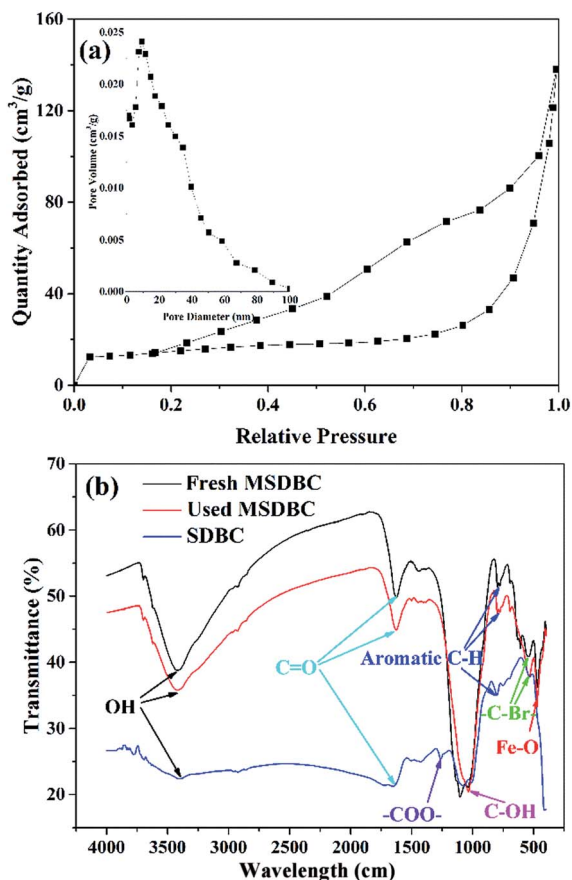 160
120
80
40
0
0.0
0.2
0.4
0.6
0.8
1.0
Quantity Adsorbed (cm³/g)
Relative Pressure
(a)
0.025
0.020
0.015
0.010
0.005
0.000
0
20
40
60
80
100
Pore Volume (cm³/g)
Pore Diameter (nm)
70
60
50
40
30
20
Transmittance (%)
(b)
Fresh MSDBC
Used MSDBC
SDBC
OH
C=O
Aromatic C-H
-C-Br-
Fe-O
-COO-
C-OH
4000
3500
3000
2500
2000
1500
1000
500
Wavelength (cm)